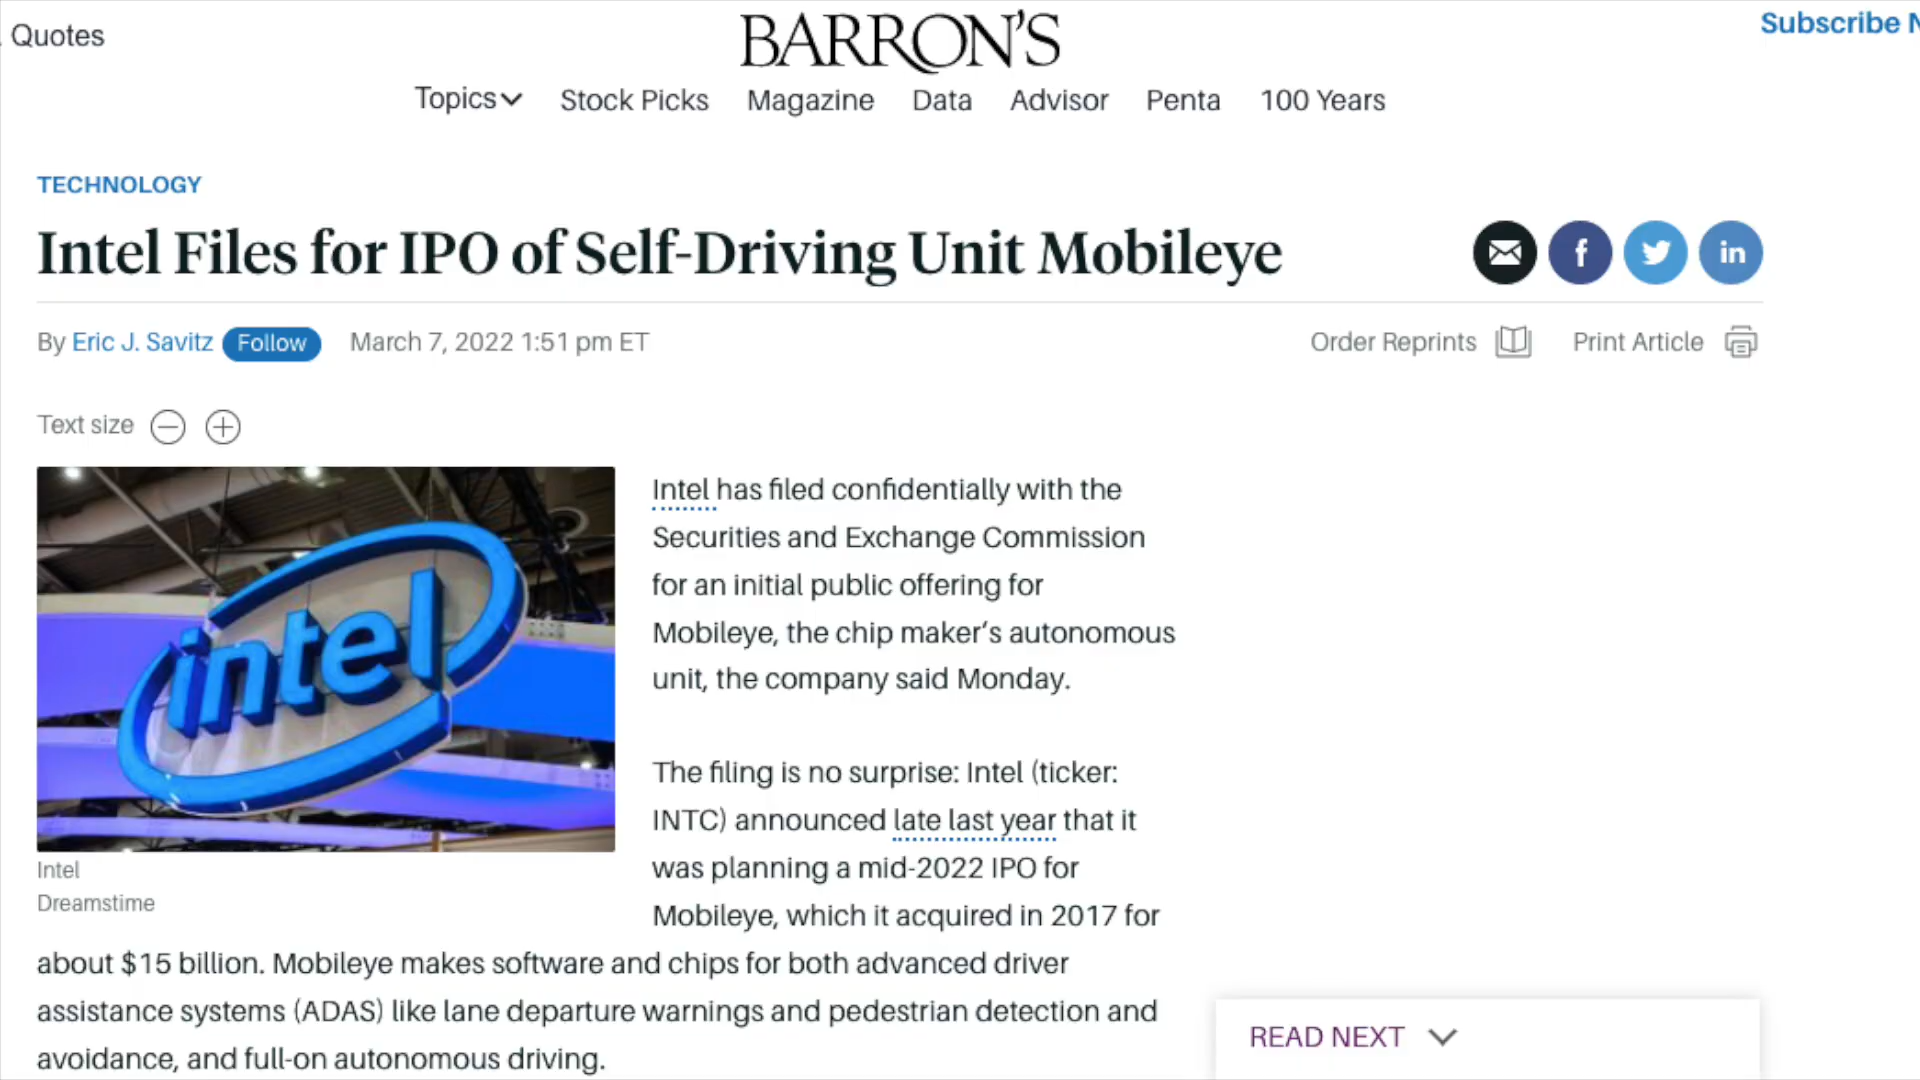 Quotes
BARRON'S
Subscribe N
Topics Stock Picks Magazine Data Advisor Penta 100 Years
TECHNOLOGY
Intel Files for IPO of Self-Driving Unit Mobileye
f in
By Eric J. Savitz Follow March 7, 2022 1:51 pm ET
Order Reprints Print Article
Text size
intel
Intel
Dreamstime
Intel has filed confidentially with the
Securities and Exchange Commission
for an initial public offering for
Mobileye, the chip maker’s autonomous
unit, the company said Monday.
The filing is no surprise: Intel (ticker:
INTC) announced late last year that it
was planning a mid-2022 IPO for
Mobileye, which it acquired in 2017 for
about $15 billion. Mobileye makes software and chips for both advanced driver
assistance systems (ADAS) like lane departure warnings and pedestrian detection and
avoidance, and full-on autonomous driving.
READ NEXT